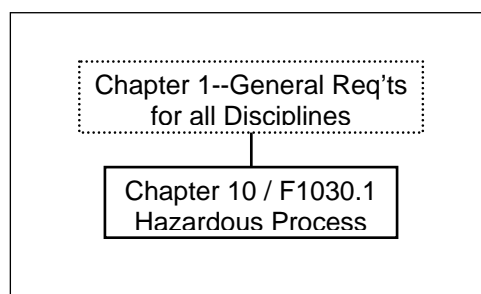 Chapter 1--General Req'ts
for all Disciplines
Chapter 10 / F1030.1
Hazardous Process